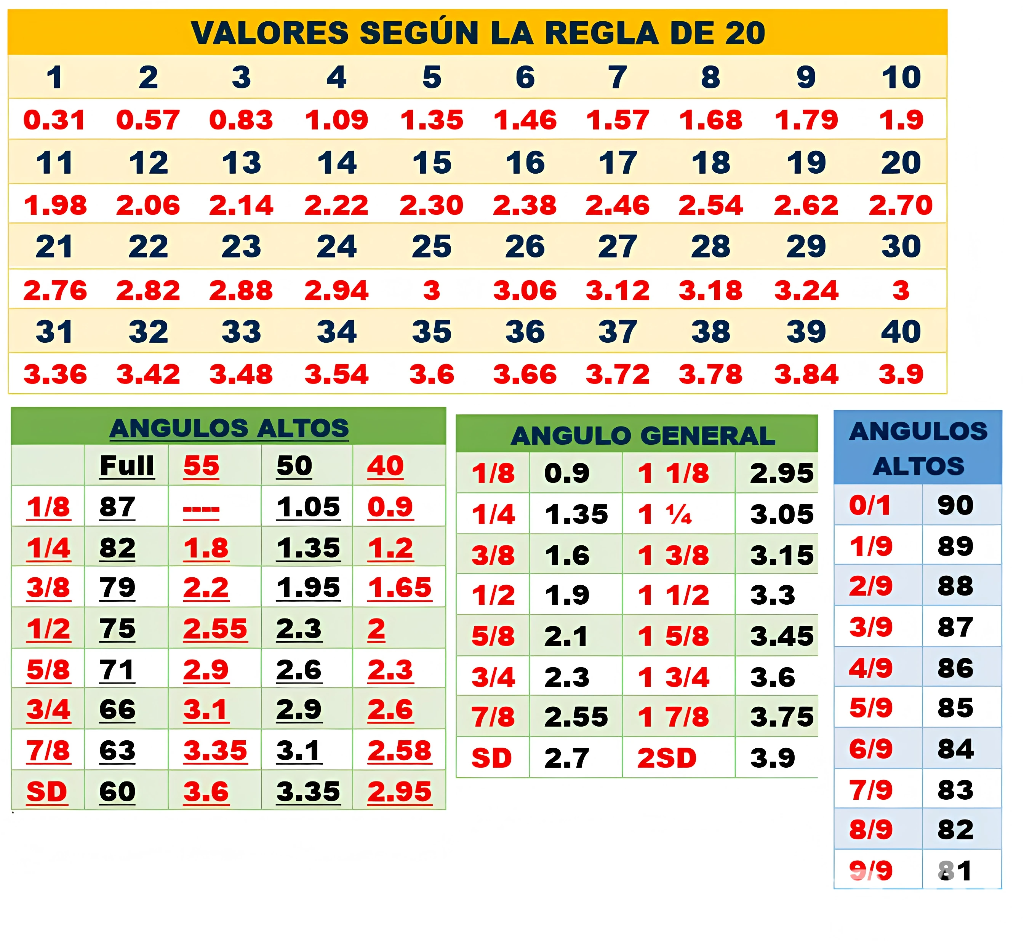 VALORES SEGÚN LA REGLA DE 20
1 2 3 4 5 6 7 8 9 10
0.31 0.57 0.83 1.09 1.35 1.46 1.57 1.68 1.79 1.9
11 12 13 14 15 16 17 18 19 20
1.98 2.06 2.14 2.22 2.30 2.38 2.46 2.54 2.62 2.70
21 22 23 24 25 26 27 28 29 30
2.76 2.82 2.88 2.94 3 3.06 3.12 3.18 3.24 3
31 32 33 34 35 36 37 38 39 40
3.36 3.42 3.48 3.54 3.6 3.66 3.72 3.78 3.84 3.9
ANGULOS ALTOS
Full 55 50 40
1/8 87 ---- 1.05 0.9
1/4 82 1.8 1.35 1.2
3/8 79 2.2 1.95 1.65
1/2 75 2.55 2.3 2
5/8 71 2.9 2.6 2.3
3/4 66 3.1 2.9 2.6
7/8 63 3.35 3.1 2.58
SD 60 3.6 3.35 2.95
ANGULO GENERAL
1/8 0.9 1 1/8 2.95
1/4 1.35 1 ¼ 3.05
3/8 1.6 1 3/8 3.15
1/2 1.9 1 1/2 3.3
5/8 2.1 1 5/8 3.45
3/4 2.3 1 3/4 3.6
7/8 2.55 1 7/8 3.75
SD 2.7 2SD 3.9
ANGULOS
ALTOS
0/1 90
1/9 89
2/9 88
3/9 87
4/9 86
5/9 85
6/9 84
7/9 83
8/9 82
9/9 81